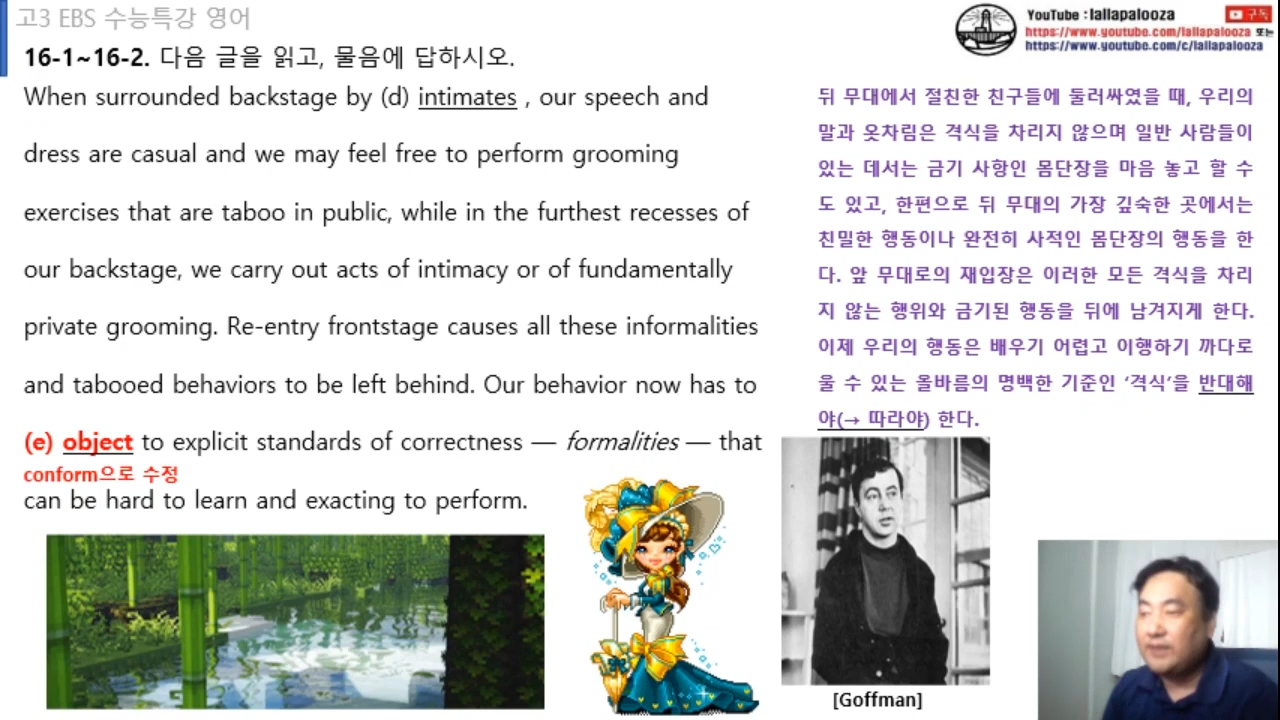 고3 EBS 수능특강 영어
YouTube : lallapalooza
구독
https://www.youtube.com/lallapalooza 또는
https://www.youtube.com/c/lallapalooza
16-1~16-2. 다음 글을 읽고, 물음에 답하시오.
When surrounded backstage by (d) intimates , our speech and
dress are casual and we may feel free to perform grooming
exercises that are taboo in public, while in the furthest recesses of
our backstage, we carry out acts of intimacy or of fundamentally
private grooming. Re-entry frontstage causes all these informalities
and tabooed behaviors to be left behind. Our behavior now has to
(e) object to explicit standards of correctness — formalities — that
conform으로 수정
can be hard to learn and exacting to perform.
뒤 무대에서 절친한 친구들에 둘러싸였을 때, 우리의
말과 옷차림은 격식을 차리지 않으며 일반 사람들이
있는 데서는 금기 사항인 몸단장을 마음 놓고 할 수
도 있고, 한편으로 뒤 무대의 가장 깊숙한 곳에서는
친밀한 행동이나 완전히 사적인 몸단장의 행동을 한
다. 앞 무대로의 재입장은 이러한 모든 격식을 차리
지 않는 행위와 금기된 행동을 뒤에 남겨지게 한다.
이제 우리의 행동은 배우기 어렵고 이행하기 까다로
울 수 있는 올바름의 명백한 기준인 ‘격식’을 반대해
야(→ 따라야) 한다.
[Goffman]